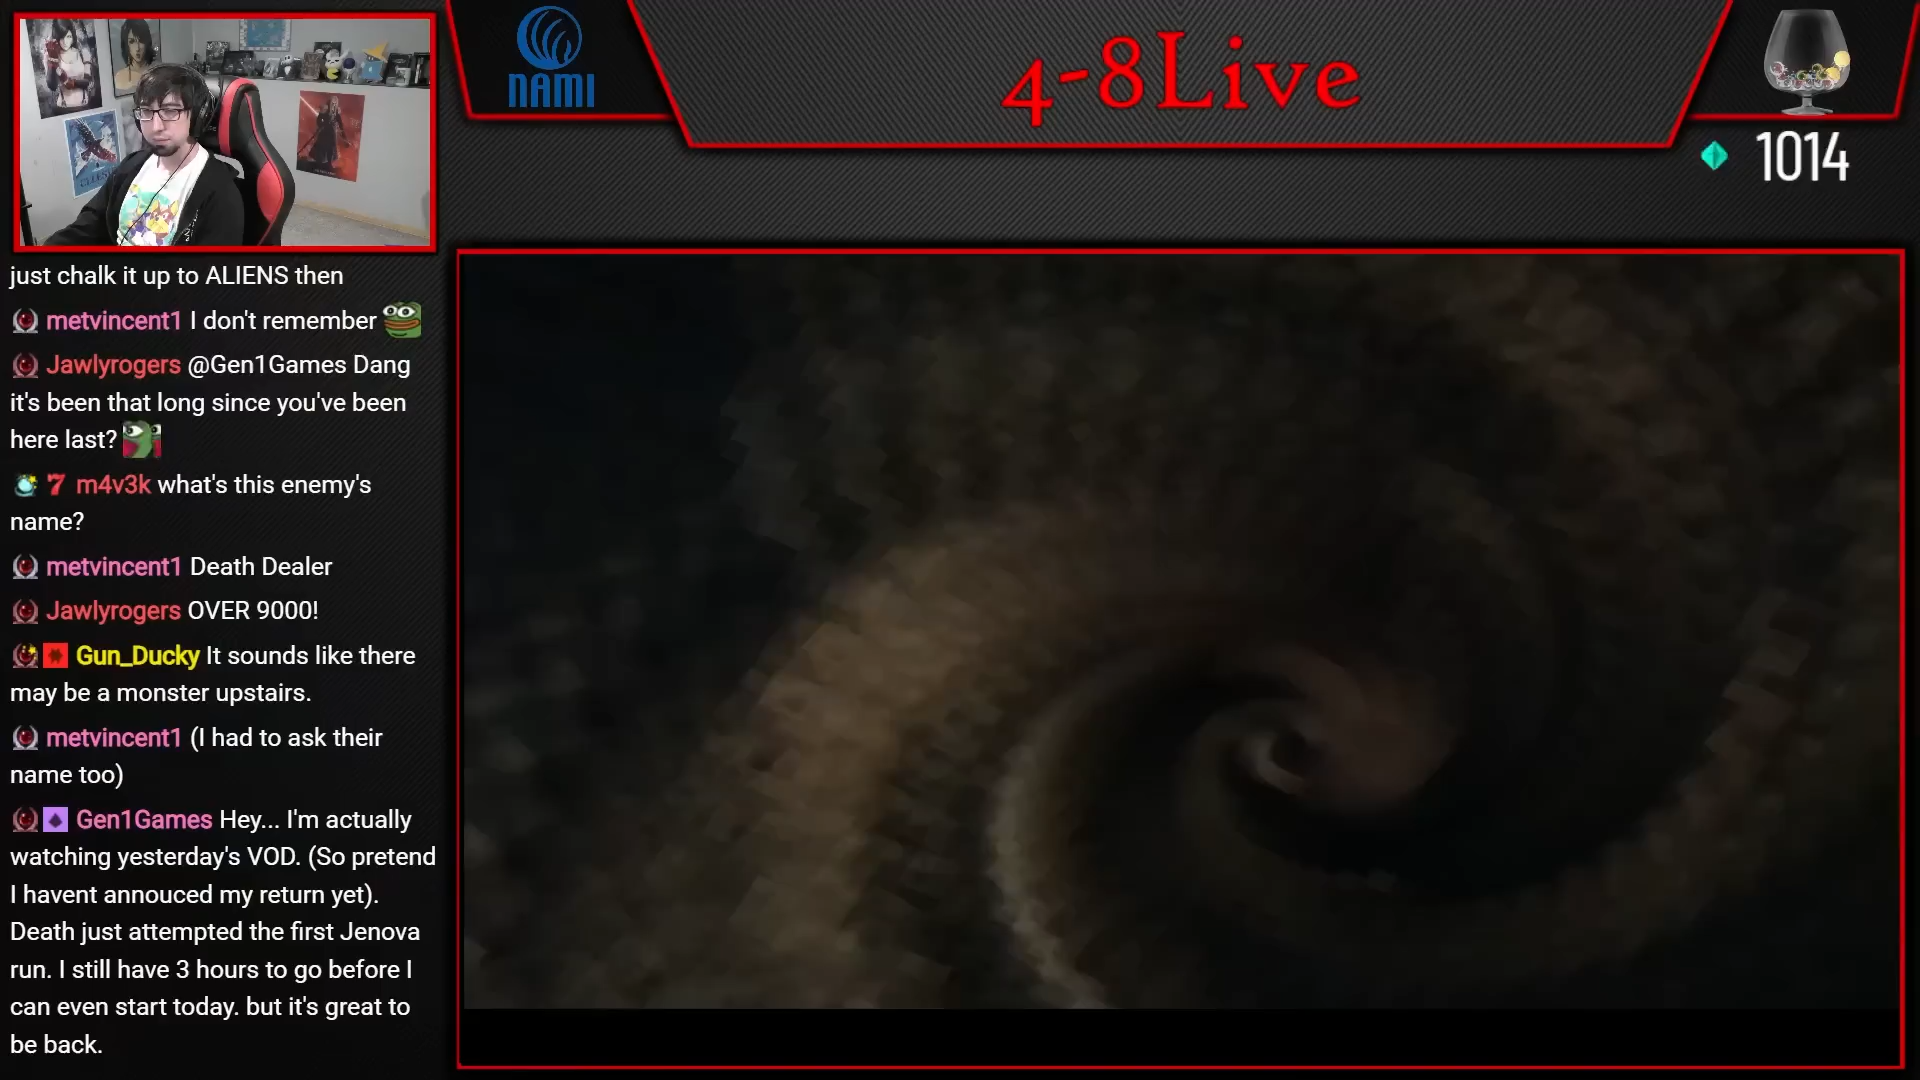 NAMI
4-8Live
1014
just chalk it up to ALIENS then
metvincent1 I don't remember
Jawlyrogers @Gen1Games Dang
it's been that long since you've been
here last?
7 m4v3k what's this enemy's
name?
metvincent1 Death Dealer
Jawlyrogers OVER 9000!
Gun_Ducky It sounds like there
may be a monster upstairs.
metvincent1 (I had to ask their
name too)
Gen1Games Hey... I'm actually
watching yesterday's VOD. (So pretend
I havent annouced my return yet).
Death just attempted the first Jenova
run. I still have 3 hours to go before I
can even start today. but it's great to
be back.